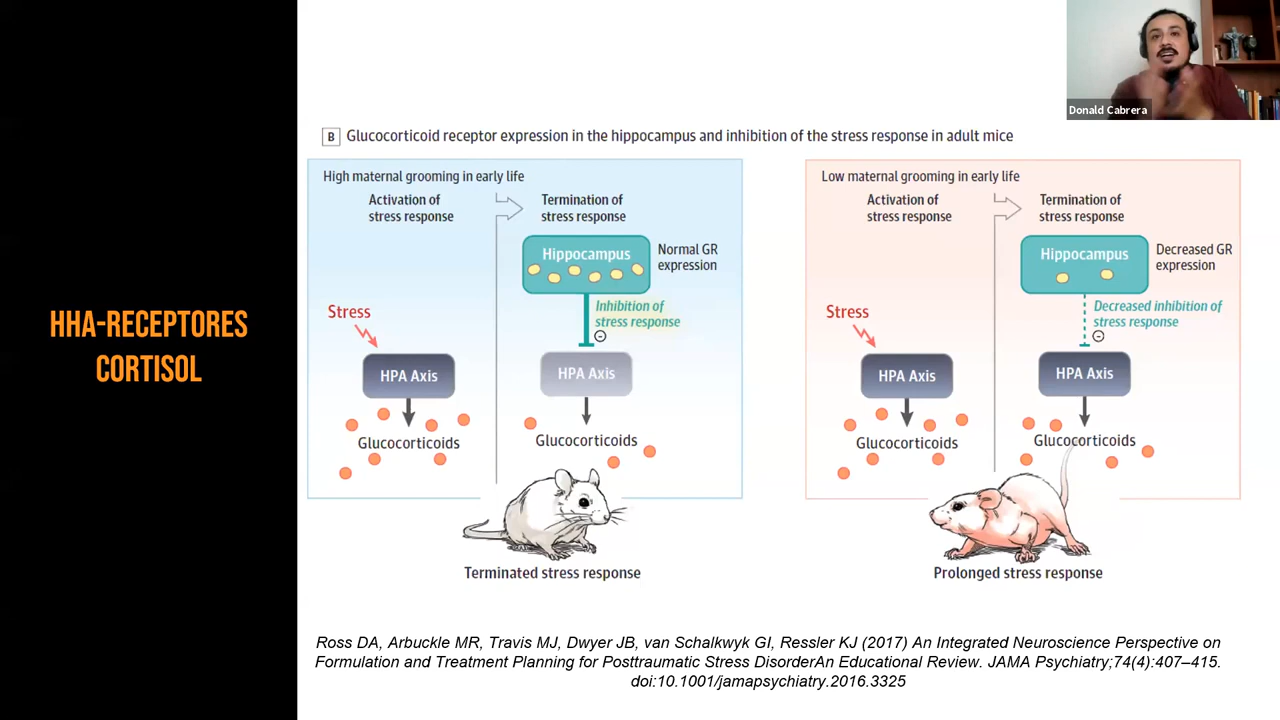 Donald Cabrera
HHA-RECEPTORES
CORTISOL
B Glucocorticoid receptor expression in the hippocampus and inhibition of the stress response in adult mice
High maternal grooming in early life
Activation of
stress response
Termination of
stress response
Hippocampus
Normal GR
expression
Inhibition of
stress response
Stress
HPA Axis
HPA Axis
Glucocorticoids
Glucocorticoids
Terminated stress response
Low maternal grooming in early life
Activation of
stress response
Termination of
stress response
Hippocampus
Decreased GR
expression
Decreased inhibition of
stress response
Stress
HPA Axis
HPA Axis
Glucocorticoids
Glucocorticoids
Prolonged stress response
Ross DA, Arbuckle MR, Travis MJ, Dwyer JB, van Schalkwyk GI, Ressler KJ (2017) An Integrated Neuroscience Perspective on
Formulation and Treatment Planning for Posttraumatic Stress DisorderAn Educational Review. JAMA Psychiatry;74(4):407–415.
doi:10.1001/jamapsychiatry.2016.3325